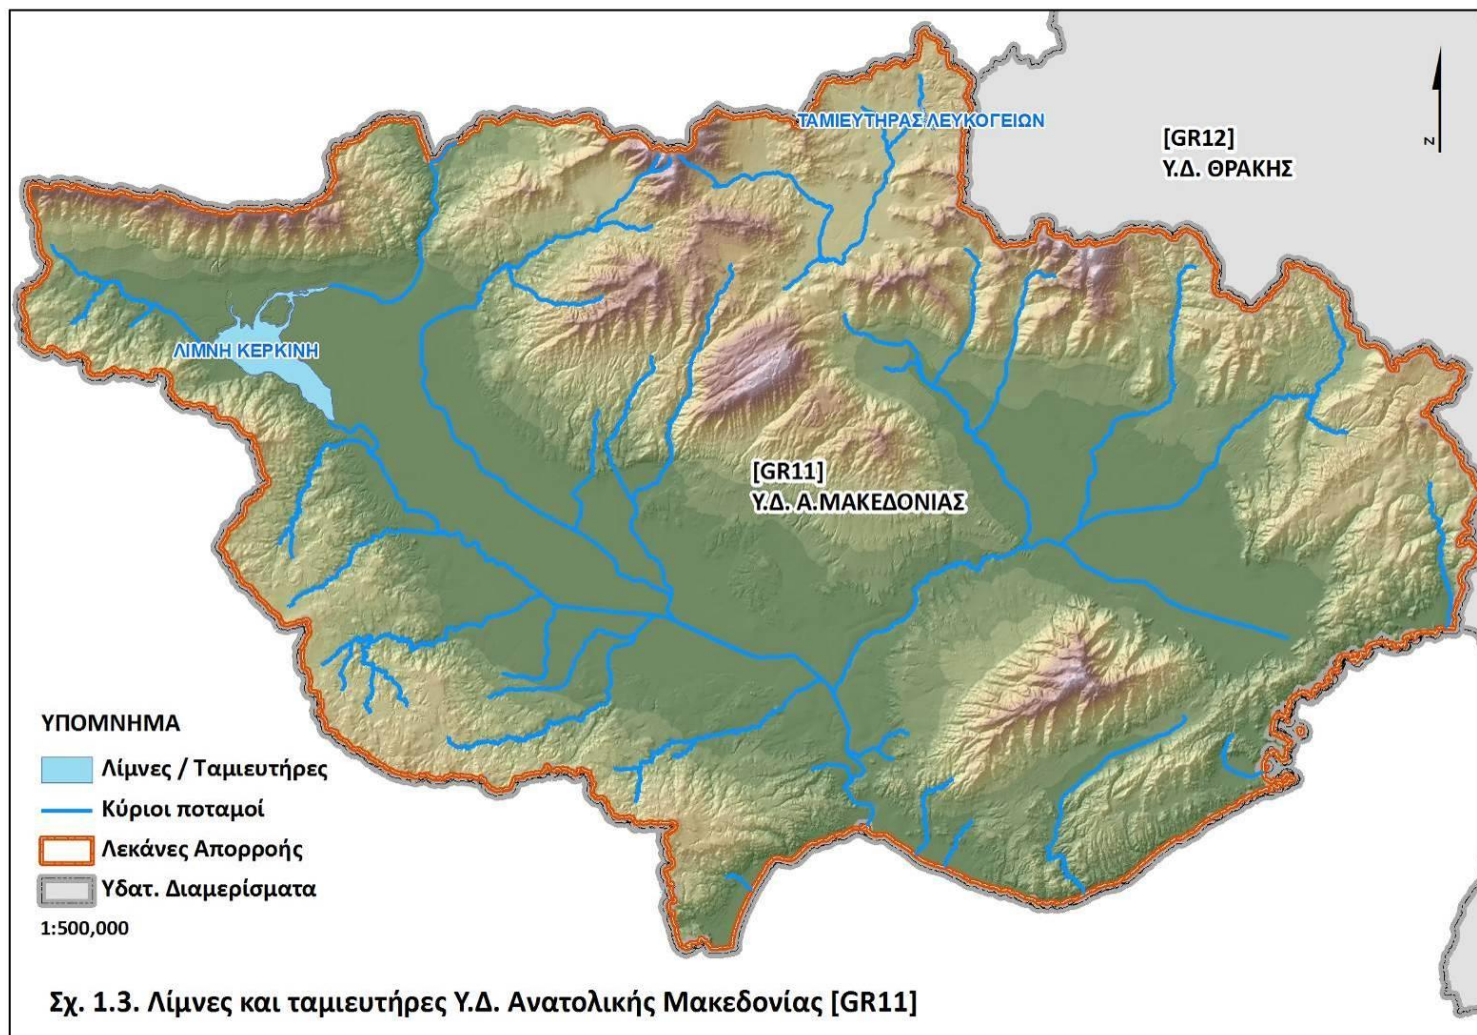 ΤΑΜΙΕΥΤΗΡΑΣ ΛΕΥΚΟΓΕΙΩΝ
[GR12]
Υ.Δ. ΘΡΑΚΗΣ
Z
ΛΙΜΝΗ ΚΕΡΚΙΝΗ
[GR11]
Υ.Δ. Α.ΜΑΚΕΔΟΝΙΑΣ
ΥΠΟΜΝΗΜΑ
Λίμνες / Ταμιευτήρες
Κύριοι ποταμοί
Λεκάνες Απορροής
Υδατ. Διαμερίσματα
1:500,000
Σχ. 1.3. Λίμνες και ταμιευτήρες Υ.Δ. Ανατολικής Μακεδονίας [GR11]